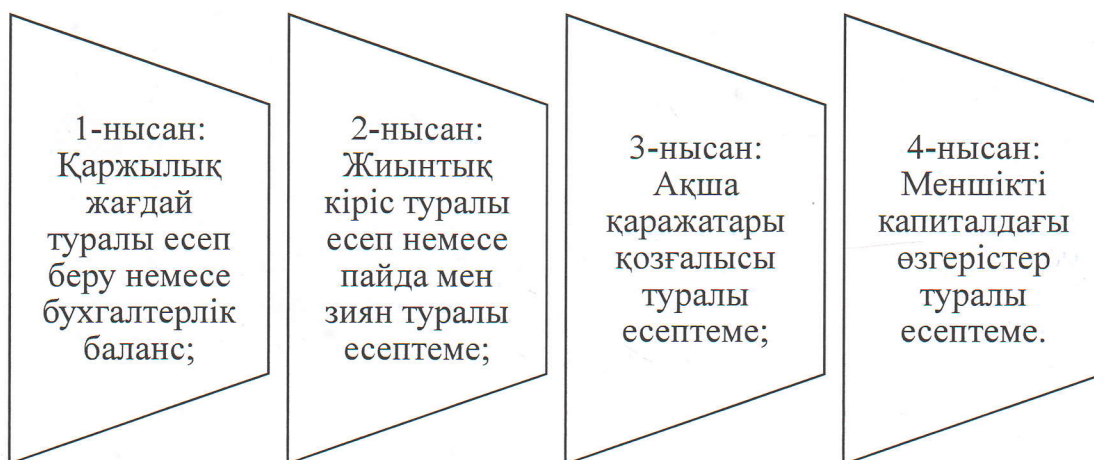 1-нысан:
Қаржылық
жағдай
туралы есеп
беру немесе
бухгалтерлік
баланс;
2-нысан:
Жиынтық
кіріс туралы
есеп немесе
пайда мен
зиян туралы
есептеме;
3-нысан:
Ақша
қаражатары
қозғалысы
туралы
есептеме;
4-нысан:
Меншікті
капиталдағы
өзгерістер
туралы
есептеме.